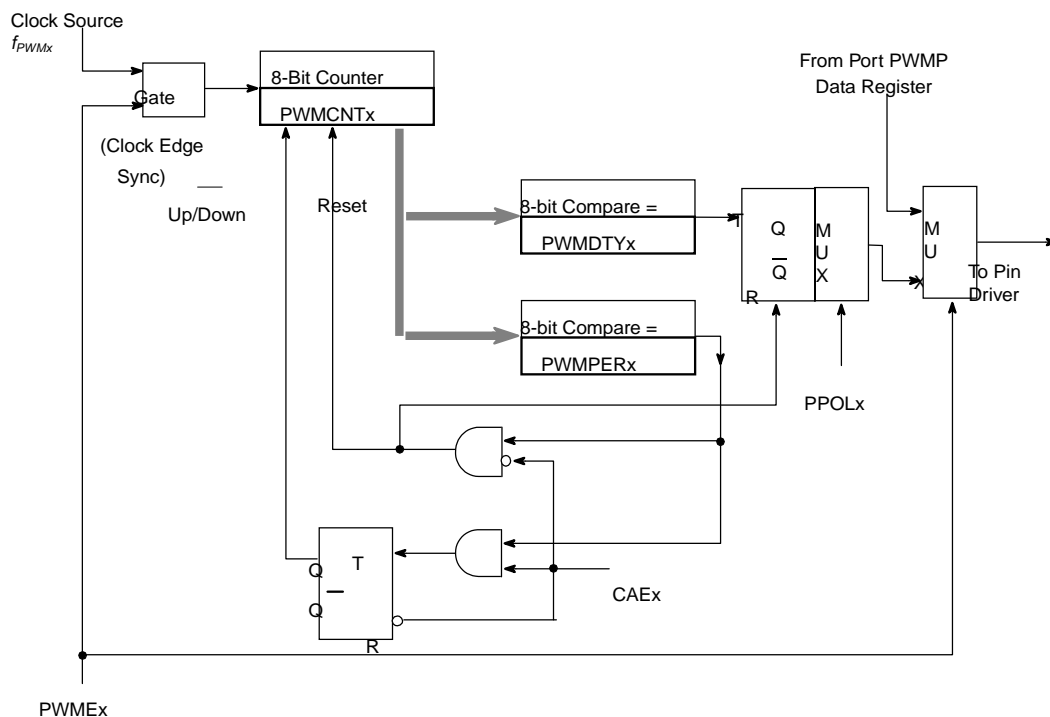 Clock Source
fPWMx
Gate
(Clock Edge
Sync)
Up/Down
8-Bit Counter
PWMCNTx
Reset
From Port PWMP
Data Register
8-bit Compare =
PWMDTYx
T
Q
Q
R
M
U
X
M
U
X
To Pin
Driver
8-bit Compare =
PWMPERx
PPOLx
T
Q
Q
R
CAEx
PWMEx